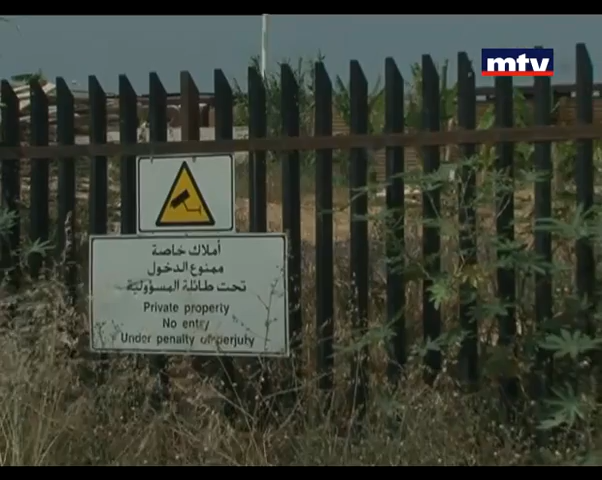 mtv
أملاك خاصة
ممنوع الدخول
تحت طائلة المسؤولية
Private property
No entry
Under penalty of perjury